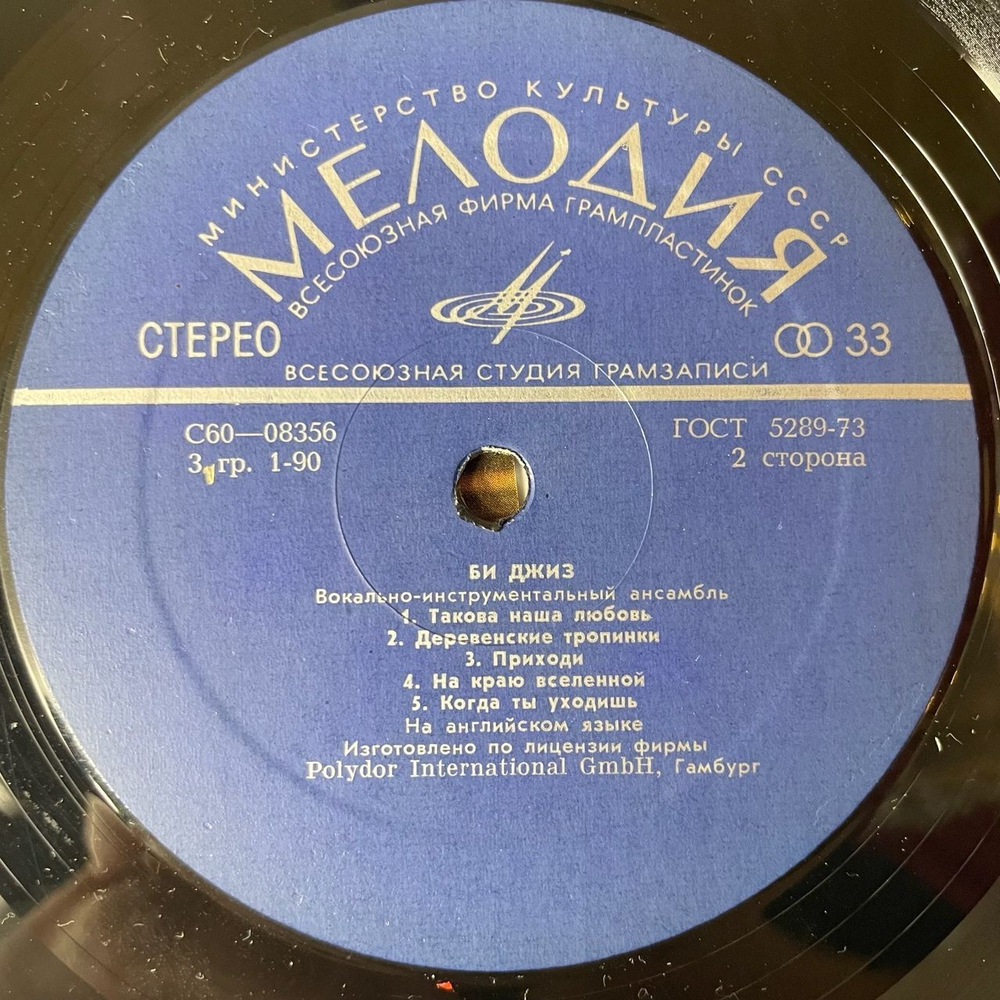 МИНИСТЕРСТВО КУЛЬТУРЫ СССР
МЕЛОДИЯ
ВСЕСОЮЗНАЯ ФИРМА ГРАМПЛАСТИНОК
СТЕРЕО
33
ВСЕСОЮЗНАЯ СТУДИЯ ГРАМЗАПИСИ
С60—08356
ГОСТ 5289-73
3 гр. 1-90
2 сторона
БИ ДЖИЗ
Вокально-инструментальный ансамбль
1. Такова наша любовь
2. Деревенские тропинки
3. Приходи
4. На краю вселенной
5. Когда ты уходишь
На английском языке
Изготовлено по лицензии фирмы
Polydor International GmbH, Гамбург